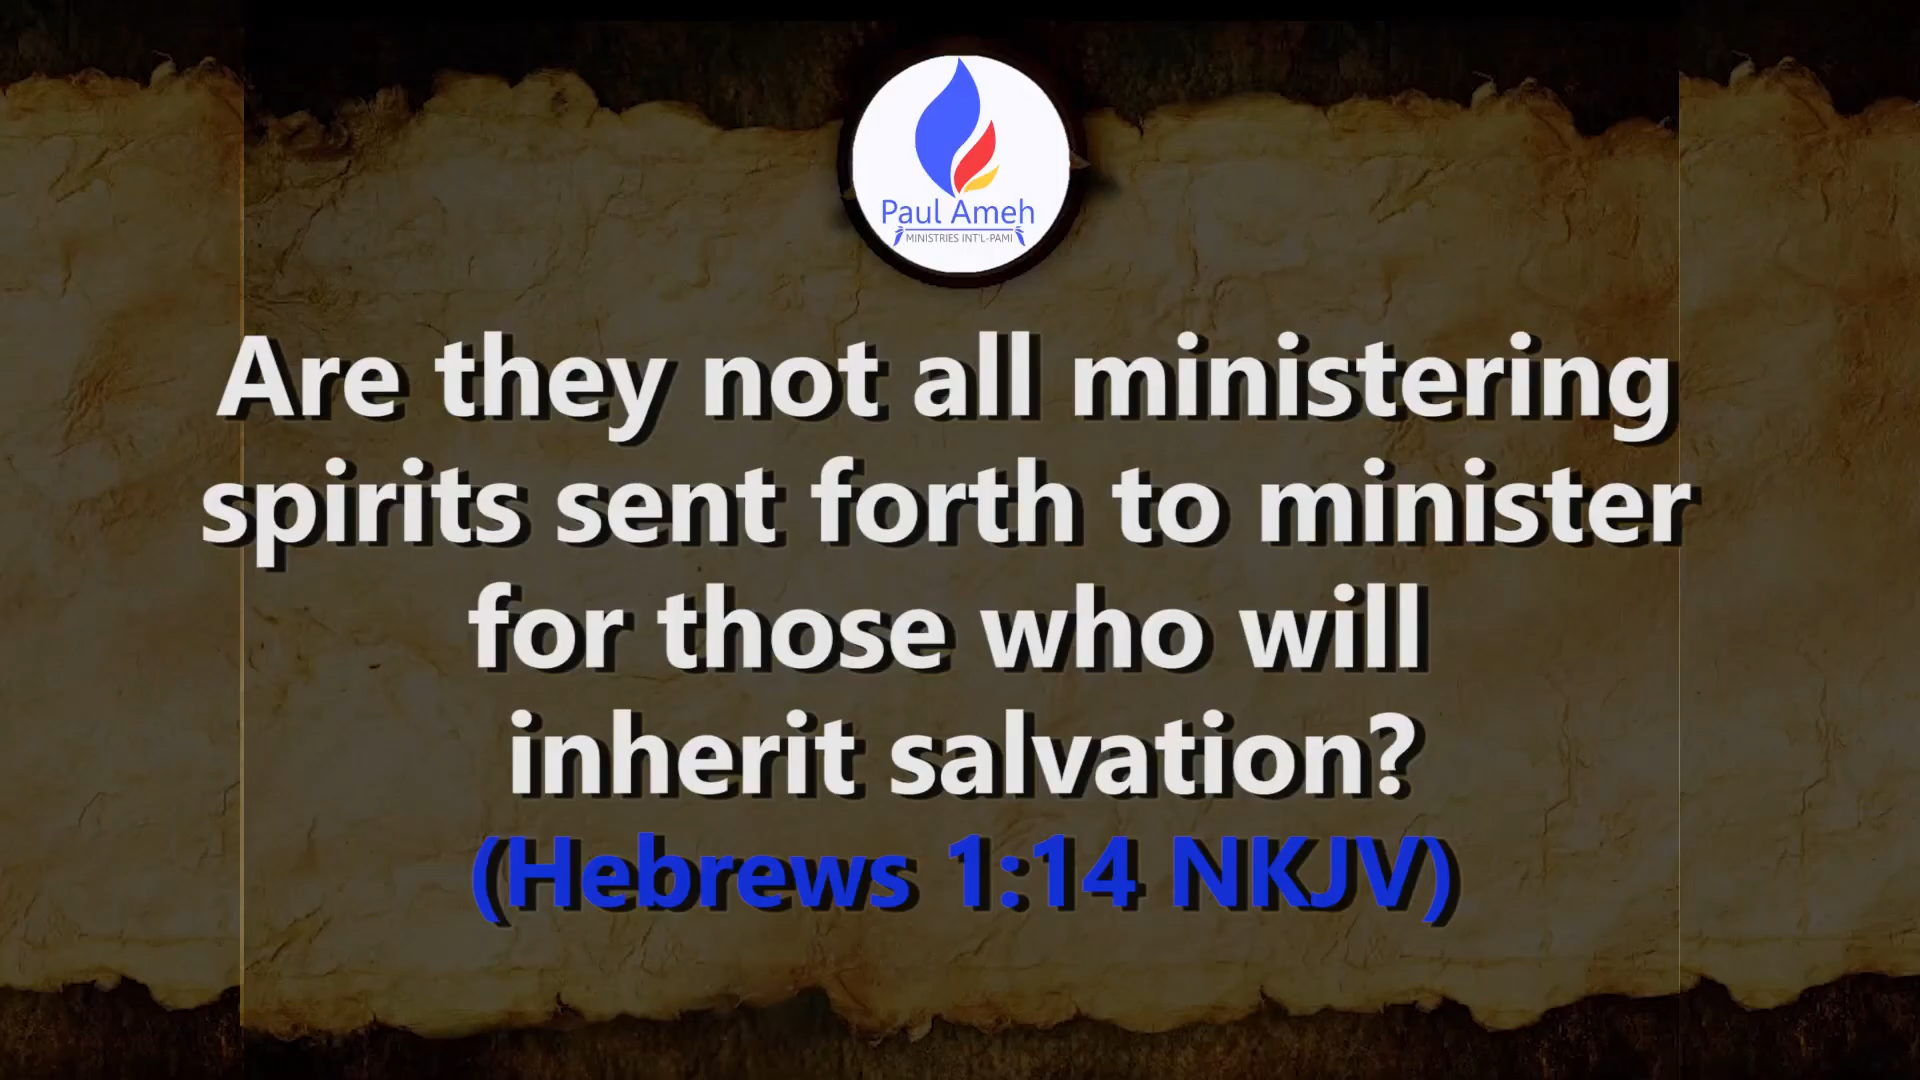 Paul Ameh
MINISTRIES INT'L-PAMI
Are they not all ministering
spirits sent forth to minister
for those who will
inherit salvation?
(Hebrews 1:14 NKJV)